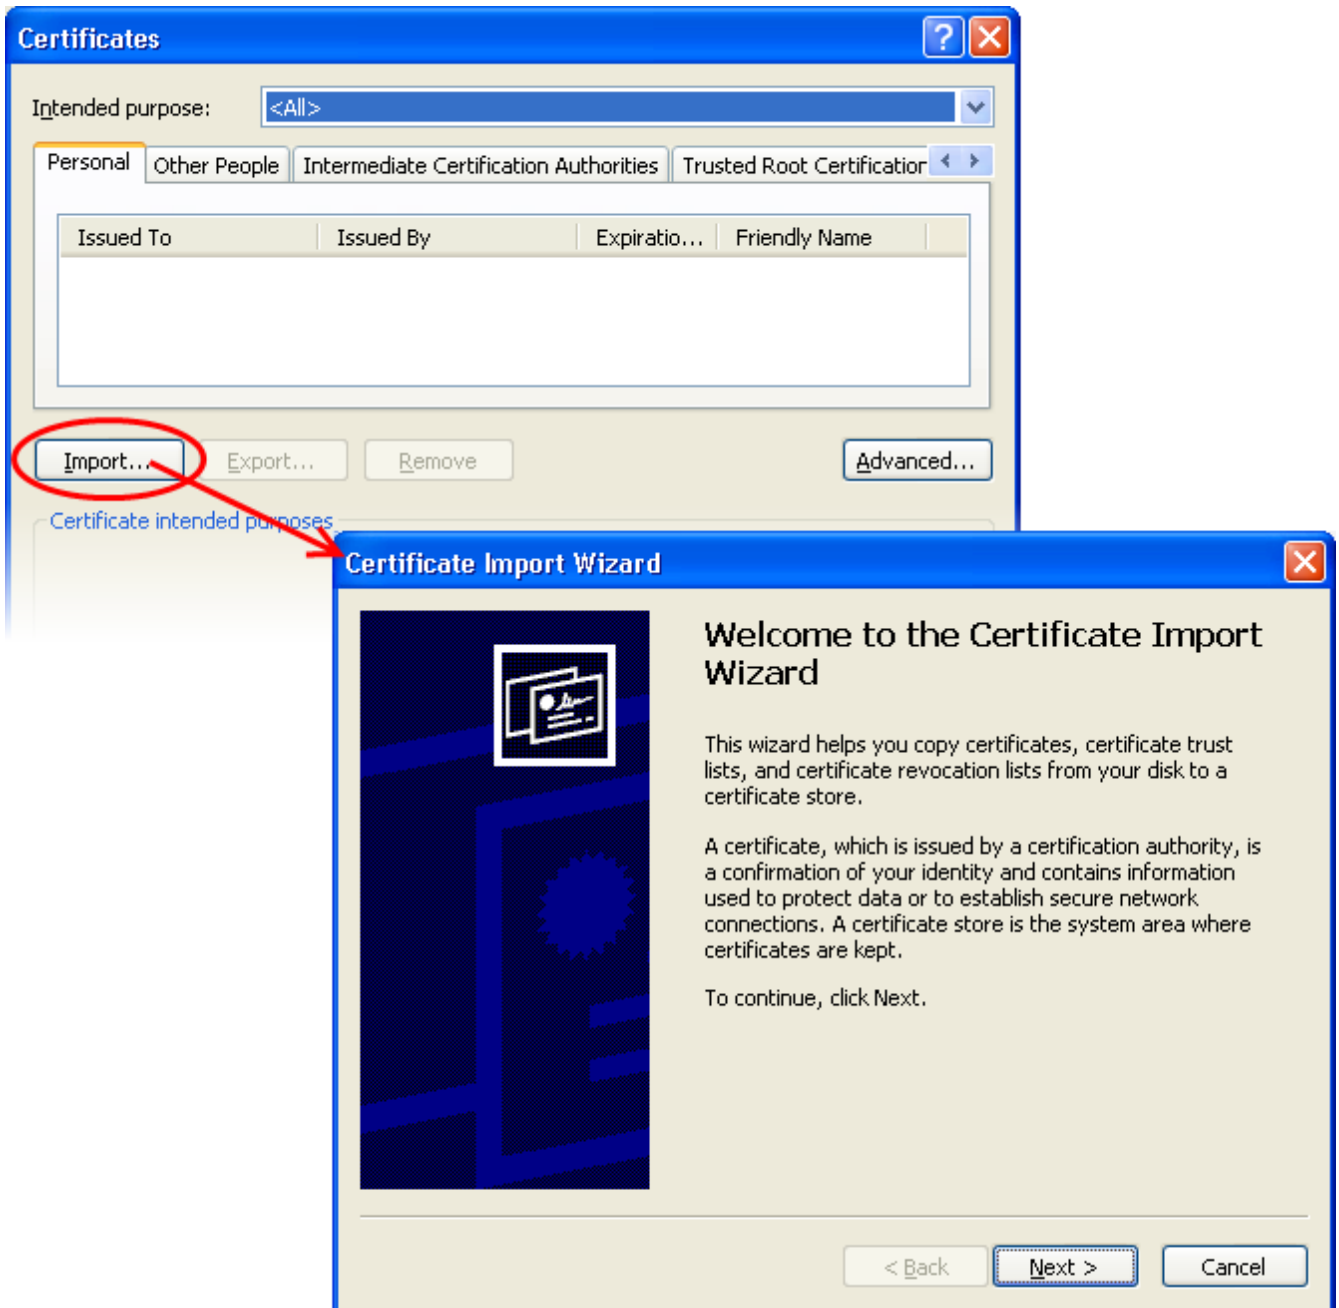 Certificates
Intended purpose: <All>
Personal Other People Intermediate Certification Authorities Trusted Root Certification
Issued To Issued By Expiratio... Friendly Name
Import... Export... Remove Advanced...
Certificate intended purposes
Certificate Import Wizard
Welcome to the Certificate Import
Wizard
This wizard helps you copy certificates, certificate trust
lists, and certificate revocation lists from your disk to a
certificate store.
A certificate, which is issued by a certification authority, is
a confirmation of your identity and contains information
used to protect data or to establish secure network
connections. A certificate store is the system area where
certificates are kept.
To continue, click Next.
< Back Next > Cancel